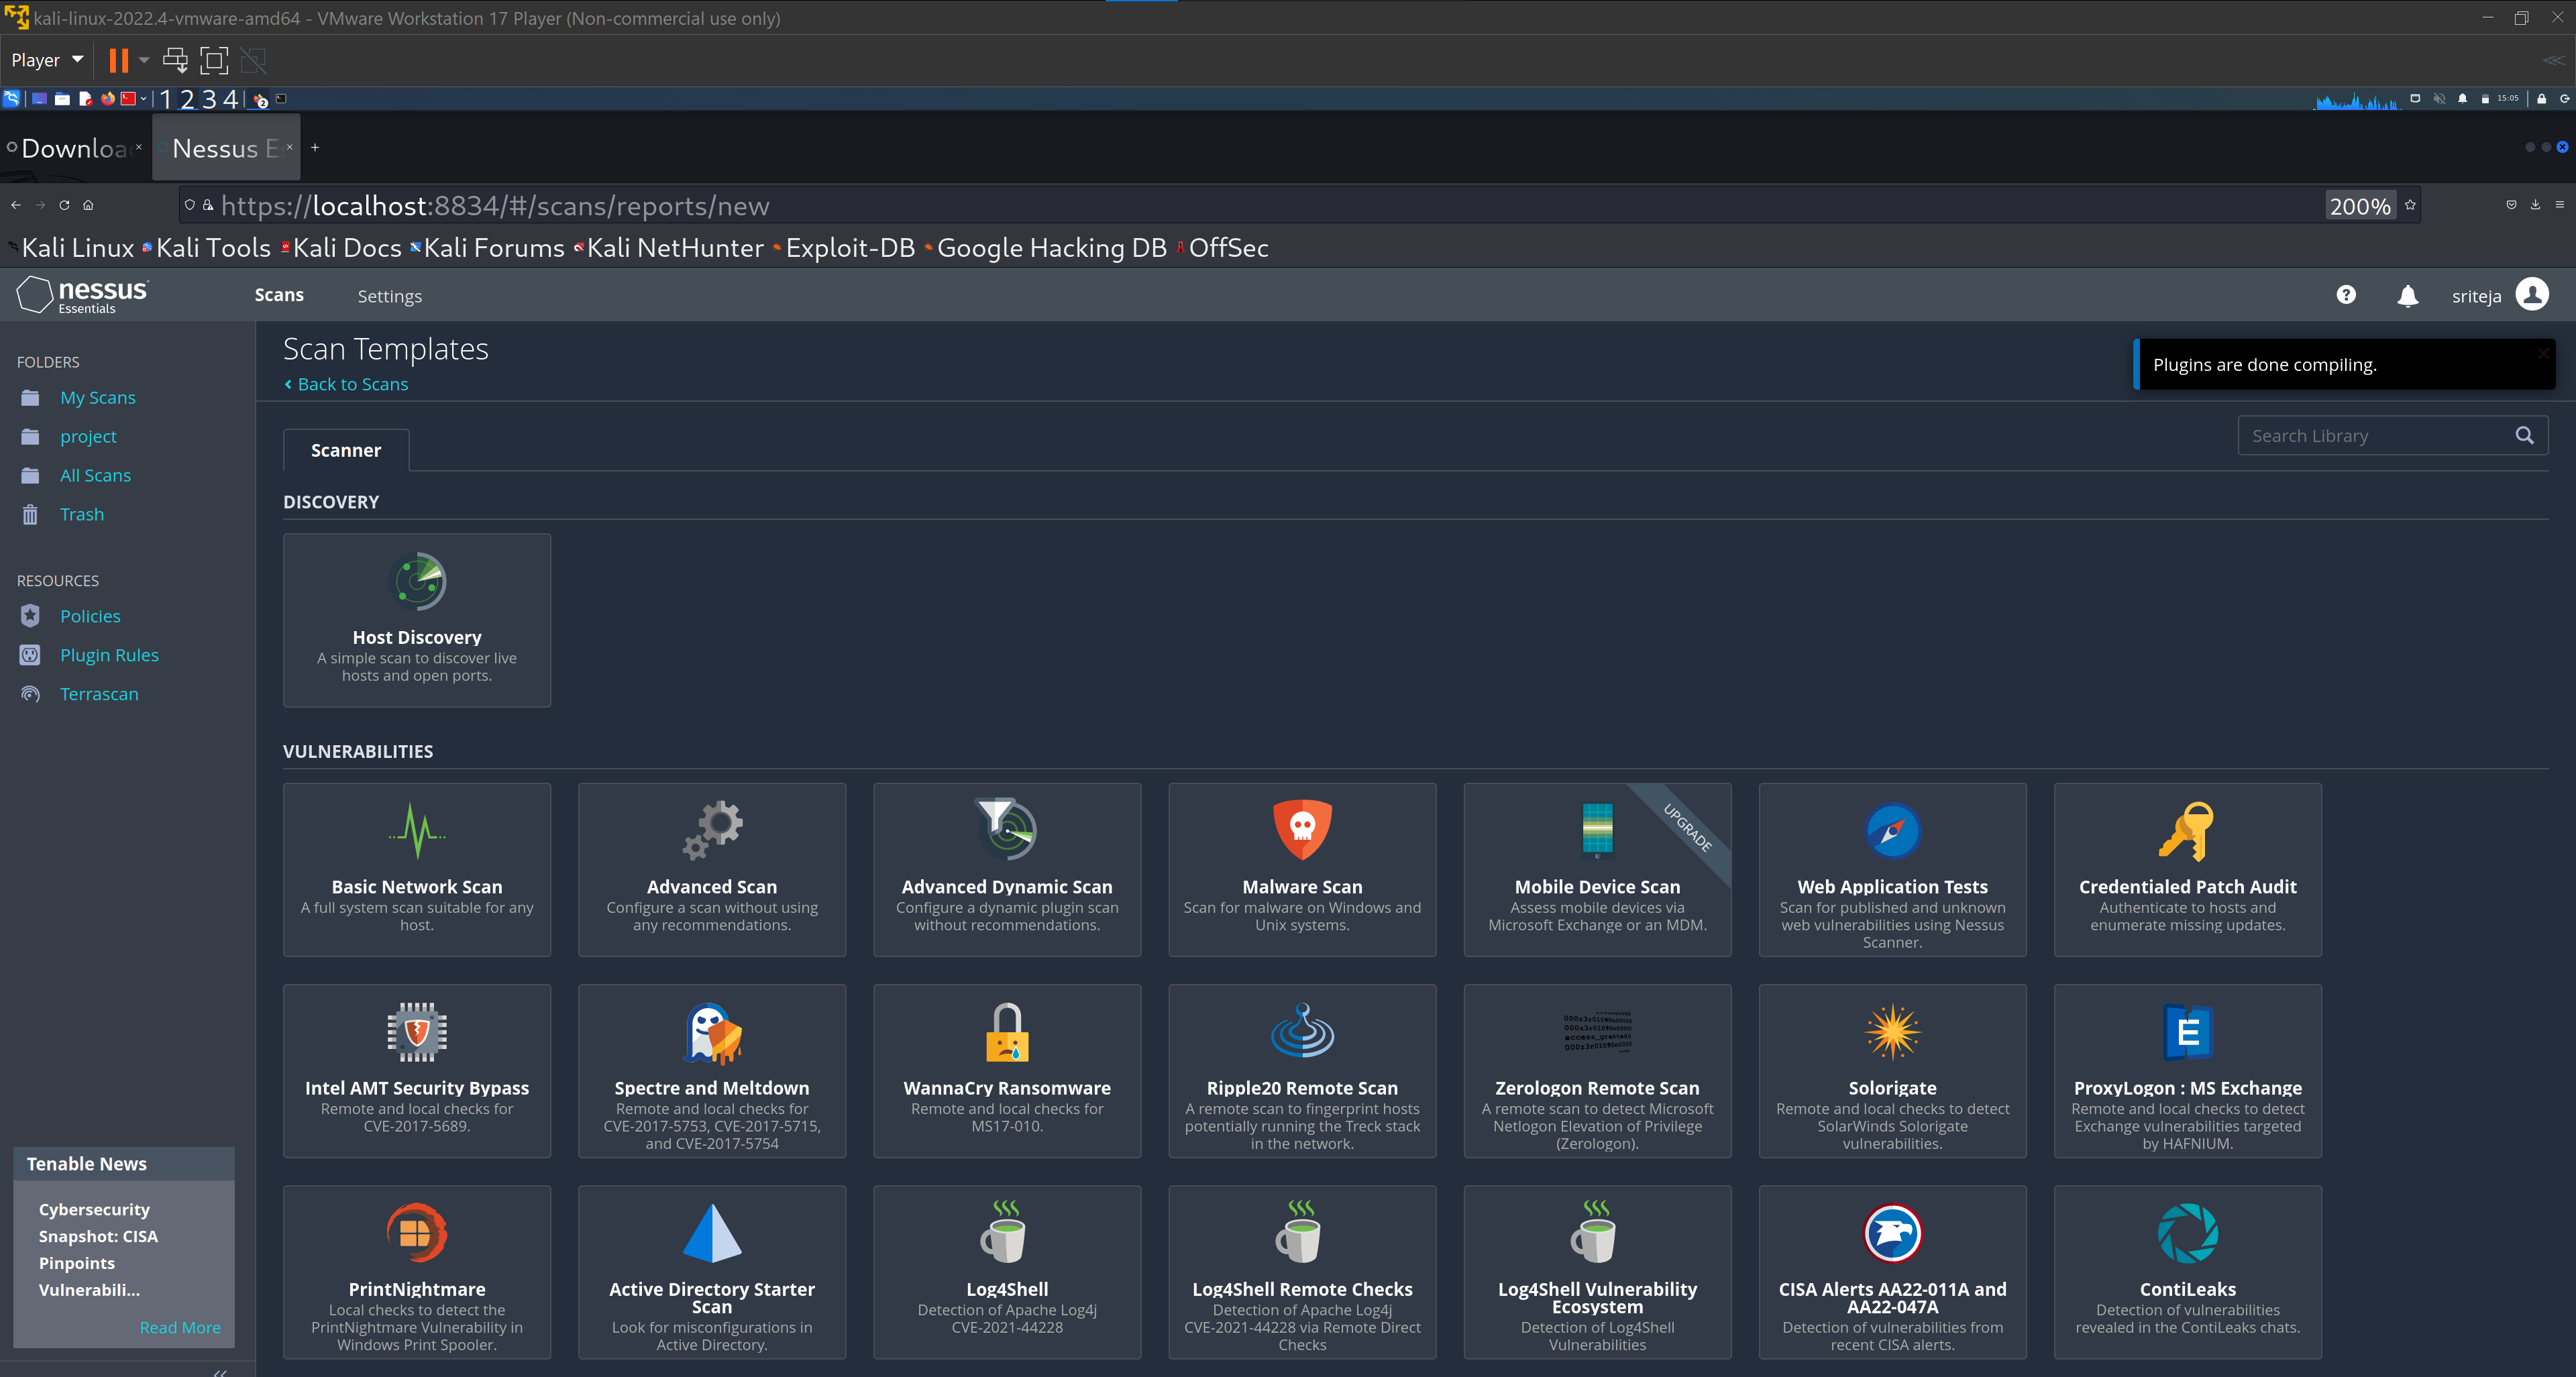 kali-linux-2022.4-vmware-amd64 - VMware Workstation 17 Player (Non-commercial use only)
Player
1 2 3 4
2
15:05
Downloa
Nessus E
https://localhost:8834/#/scans/reports/new
200%
Kali Linux Kali Tools Kali Docs Kali Forums Kali NetHunter Exploit-DB Google Hacking DB OffSec
nessus
Essentials
Scans Settings
sriteja
FOLDERS
My Scans
project
All Scans
Trash
RESOURCES
Policies
Plugin Rules
Terrascan
Tenable News
Cybersecurity
Snapshot: CISA
Pinpoints
Vulnerabili...
Read More
Scan Templates
Back to Scans
Plugins are done compiling.
Scanner
Search Library
DISCOVERY
Host Discovery
A simple scan to discover live
hosts and open ports.
VULNERABILITIES
Basic Network Scan
A full system scan suitable for any
host.
Advanced Scan
Configure a scan without using
any recommendations.
Advanced Dynamic Scan
Configure a dynamic plugin scan
without recommendations.
Malware Scan
Scan for malware on Windows and
Unix systems.
UPGRADE
Mobile Device Scan
Assess mobile devices via
Microsoft Exchange or an MDM.
Web Application Tests
Scan for published and unknown
web vulnerabilities using Nessus
Scanner.
Credentialed Patch Audit
Authenticate to hosts and
enumerate missing updates.
Intel AMT Security Bypass
Remote and local checks for
CVE-2017-5689.
Spectre and Meltdown
Remote and local checks for
CVE-2017-5753, CVE-2017-5715,
and CVE-2017-5754
WannaCry Ransomware
Remote and local checks for
MS17-010.
Ripple20 Remote Scan
A remote scan to fingerprint hosts
potentially running the Treck stack
in the network.
Zerologon Remote Scan
A remote scan to detect Microsoft
Netlogon Elevation of Privilege
(Zerologon).
Solorigate
Remote and local checks to detect
SolarWinds Solorigate
vulnerabilities.
E
ProxyLogon : MS Exchange
Remote and local checks to detect
Exchange vulnerabilities targeted
by HAFNIUM.
PrintNightmare
Local checks to detect the
PrintNightmare Vulnerability in
Windows Print Spooler.
Active Directory Starter
Scan
Look for misconfigurations in
Active Directory.
Log4Shell
Detection of Apache Log4j
CVE-2021-44228
Log4Shell Remote Checks
Detection of Apache Log4j
CVE-2021-44228 via Remote Direct
Checks
Log4Shell Vulnerability
Ecosystem
Detection of Log4Shell
Vulnerabilities
CISA Alerts AA22-011A and
AA22-047A
Detection of vulnerabilities from
recent CISA alerts.
ContiLeaks
Detection of vulnerabilities
revealed in the ContiLeaks chats.